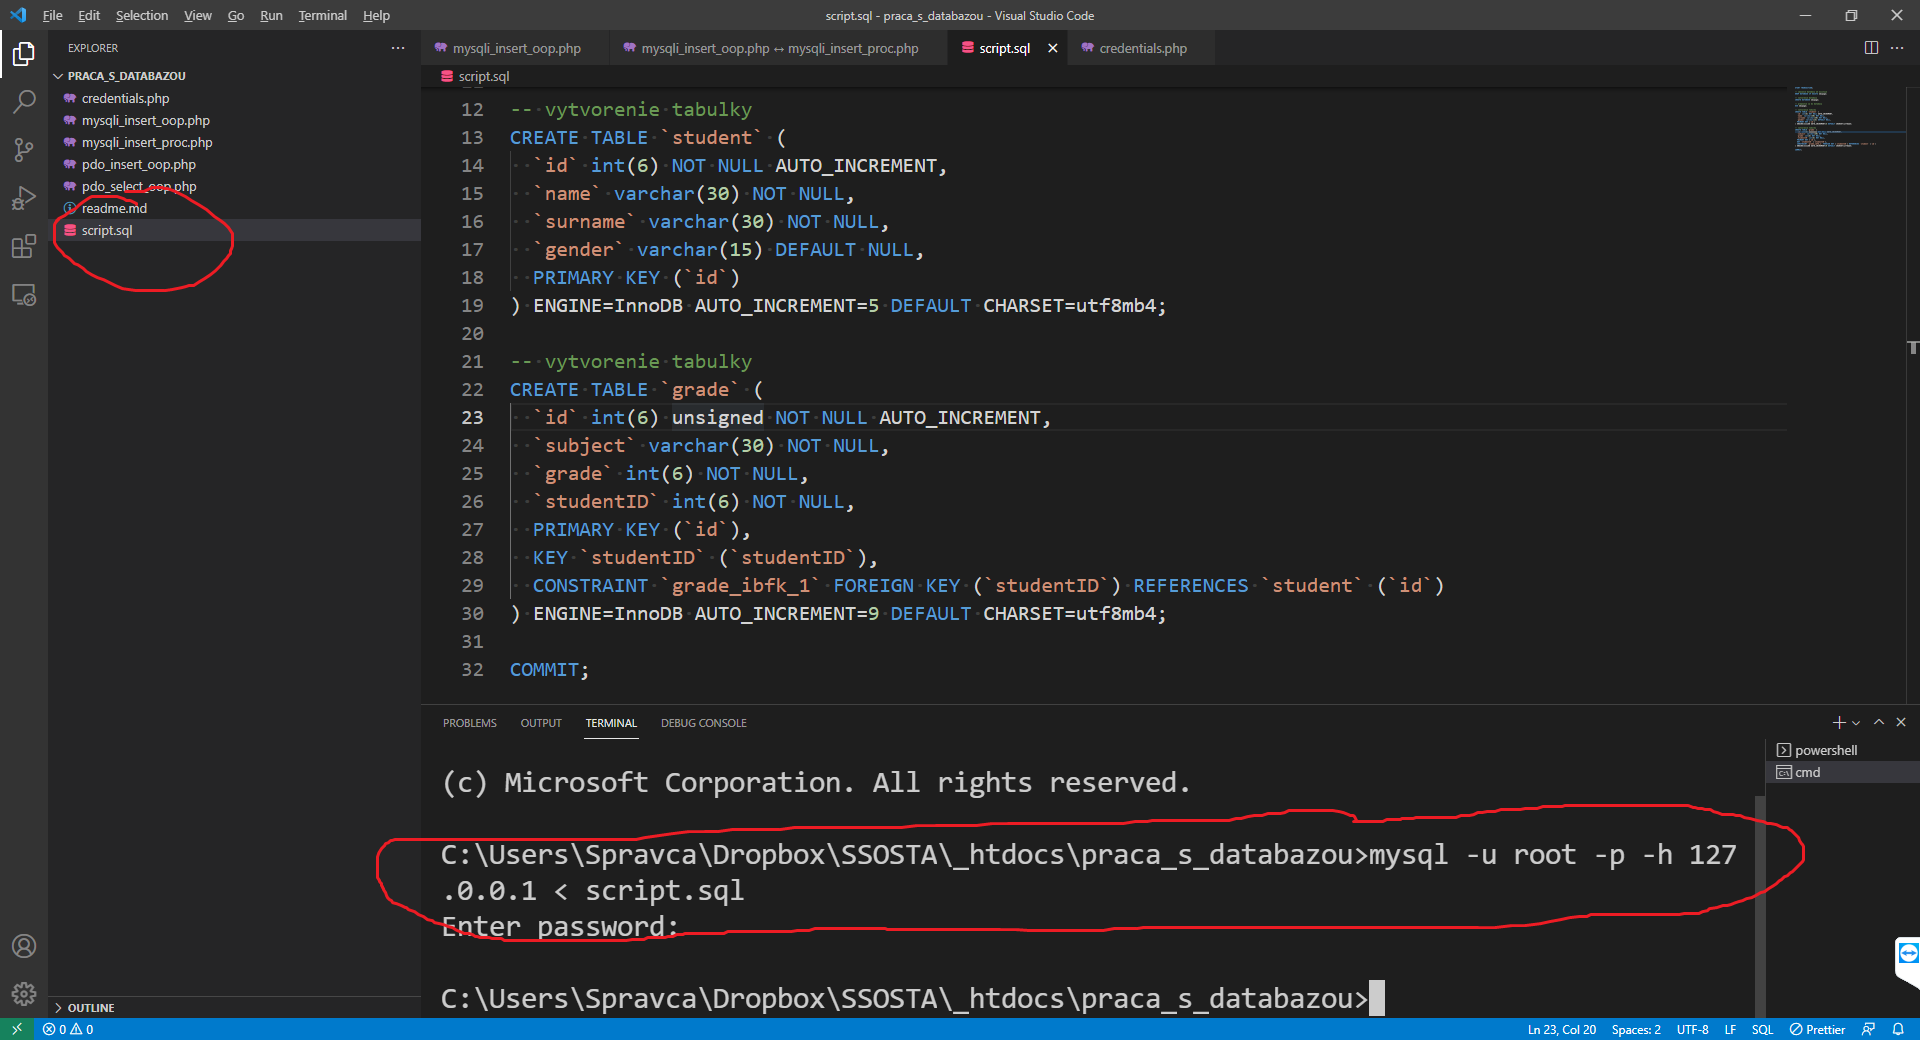 File Edit Selection View Go Run Terminal Help
script.sql - praca_s_databazou - Visual Studio Code
EXPLORER
PRACA_S_DATABAZOU
credentials.php
mysqli_insert_oop.php
mysqli_insert_proc.php
pdo_insert_oop.php
pdo_select_oop.php
readme.md
script.sql
OUTLINE
mysqli_insert_oop.php
mysqli_insert_oop.php ↔ mysqli_insert_proc.php
script.sql
credentials.php
script.sql
12 -- vytvorenie tabulky
13 CREATE TABLE `student` (
14 `id` int(6) NOT NULL AUTO_INCREMENT,
15 `name` varchar(30) NOT NULL,
16 `surname` varchar(30) NOT NULL,
17 `gender` varchar(15) DEFAULT NULL,
18 PRIMARY KEY (`id`)
19 ) ENGINE=InnoDB AUTO_INCREMENT=5 DEFAULT CHARSET=utf8mb4;
20
21 -- vytvorenie tabulky
22 CREATE TABLE `grade` (
23 `id` int(6) unsigned NOT NULL AUTO_INCREMENT,
24 `subject` varchar(30) NOT NULL,
25 `grade` int(6) NOT NULL,
26 `studentID` int(6) NOT NULL,
27 PRIMARY KEY (`id`),
28 KEY `studentID` (`studentID`),
29 CONSTRAINT `grade_ibfk_1` FOREIGN KEY (`studentID`) REFERENCES `student` (`id`)
30 ) ENGINE=InnoDB AUTO_INCREMENT=9 DEFAULT CHARSET=utf8mb4;
31
32 COMMIT;
PROBLEMS OUTPUT TERMINAL DEBUG CONSOLE
powershell
cmd
(c) Microsoft Corporation. All rights reserved.
C:\Users\Spravca\Dropbox\SSOSTA\_htdocs\praca_s_databazou>mysql -u root -p -h 127
.0.0.1 < script.sql
Enter password:
C:\Users\Spravca\Dropbox\SSOSTA\_htdocs\praca_s_databazou>
0 0
Ln 23, Col 20 Spaces: 2 UTF-8 LF SQL Prettier